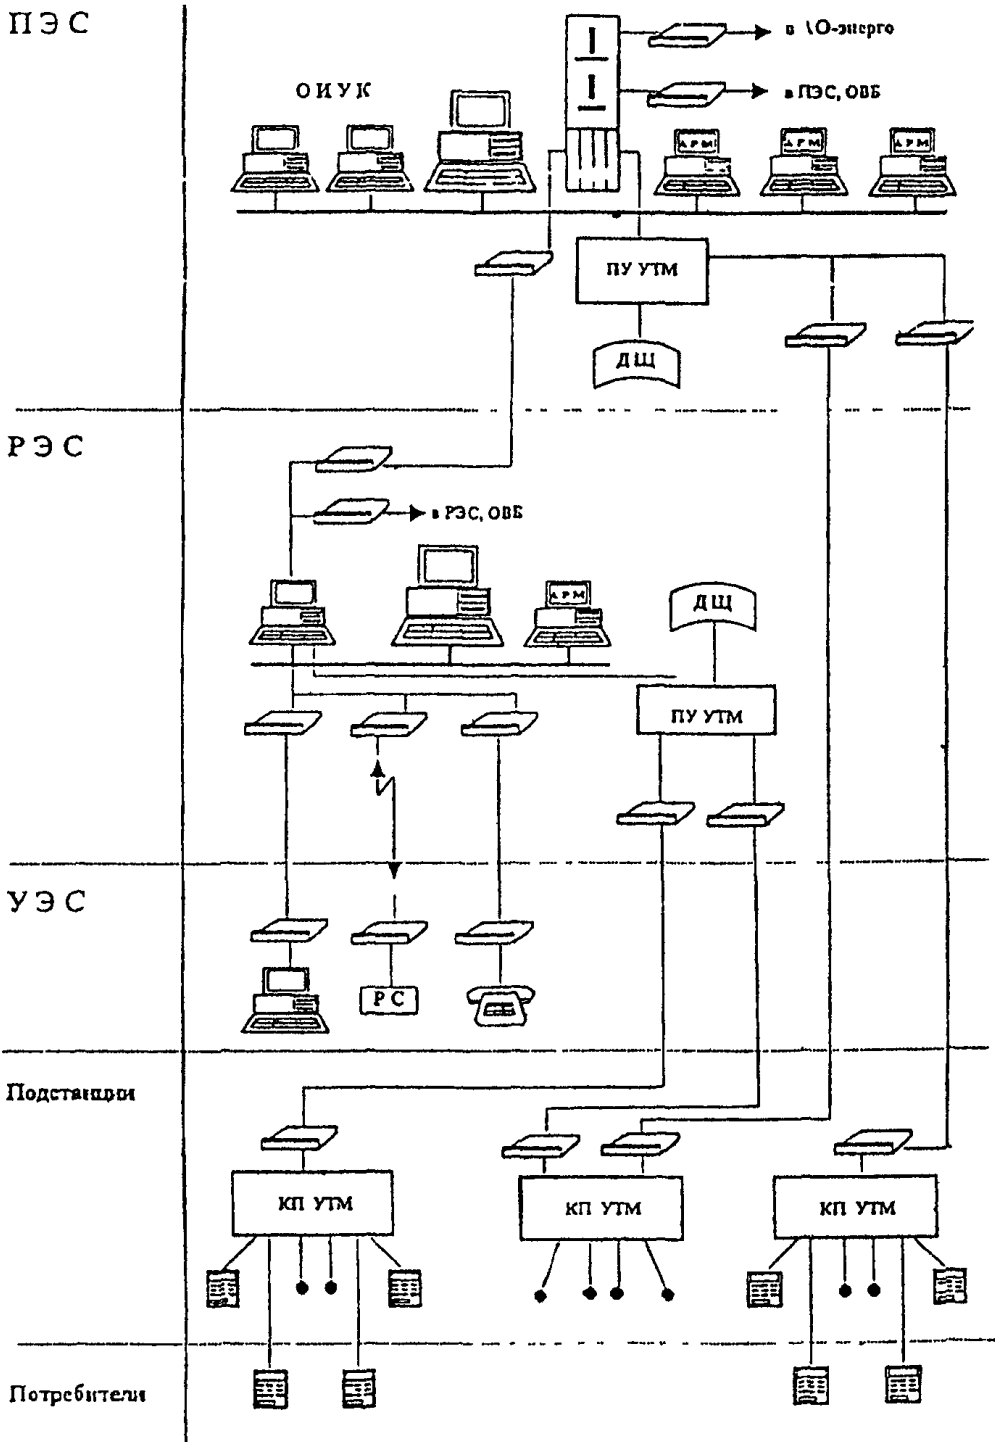 ПЭС
в АО-энерго
ОИУК
в ПЭС, ОВБ
АРМ АРМ АРМ
ПУ УТМ
ДЩ
РЭС
в РЭС, ОВБ
АРМ
ДЩ
ПУ УТМ
УЭС
РС
Подстанции
КП УТМ КП УТМ КП УТМ
Потребители